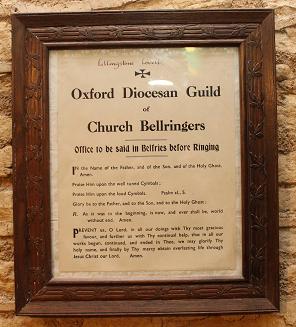 Lillingstone Lovell
Oxford Diocesan Guild
of
Church Bellringers
Office to be said in Belfries before Ringing
IN the Name of the Father, and of the Son, and of the Holy Ghost.
Amen.
Praise Him upon the well tuned Cymbals;
Praise Him upon the loud Cymbals. Psalm cl., 5.
Glory be to the Father, and to the Son, and to the Holy Ghost;
R. As it was in the beginning, is now, and ever shall be, world
without end. Amen.
PREVENT us, O Lord, in all our doings with Thy most gracious
favour, and further us with Thy continual help, that in all our
works begun, continued, and ended in Thee, we may glorify Thy
holy name, and finally by Thy mercy obtain everlasting life through
Jesus Christ our Lord. Amen.